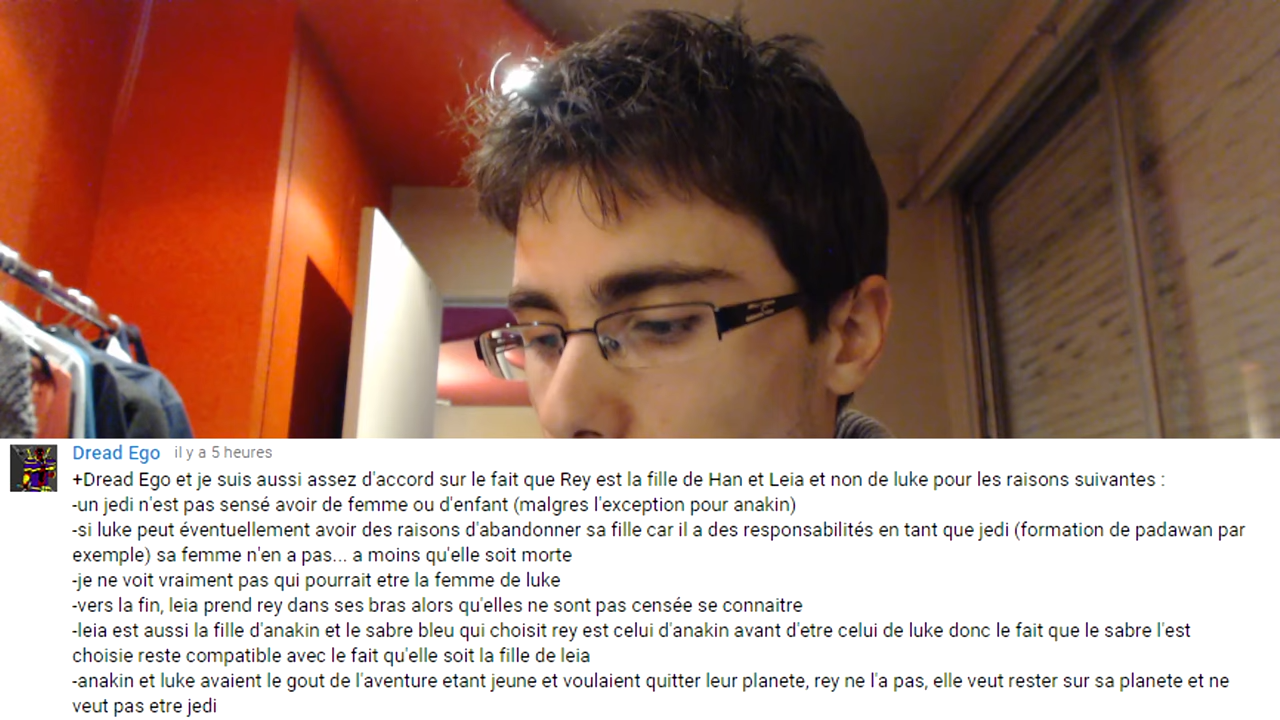 Dread Ego il y a 5 heures
+Dread Ego et je suis aussi assez d'accord sur le fait que Rey est la fille de Han et Leia et non de luke pour les raisons suivantes :
-un jedi n'est pas sensé avoir de femme ou d'enfant (malgres l'exception pour anakin)
-si luke peut éventuellement avoir des raisons d'abandonner sa fille car il a des responsabilités en tant que jedi (formation de padawan par
exemple) sa femme n'en a pas... a moins qu'elle soit morte
-je ne voit vraiment pas qui pourrait etre la femme de luke
-vers la fin, leia prend rey dans ses bras alors qu'elles ne sont pas censée se connaitre
-leia est aussi la fille d'anakin et le sabre bleu qui choisit rey est celui d'anakin avant d'etre celui de luke donc le fait que le sabre l'est
choisie reste compatible avec le fait qu'elle soit la fille de leia
-anakin et luke avaient le gout de l'aventure etant jeune et voulaient quitter leur planete, rey ne l'a pas, elle veut rester sur sa planete et ne
veut pas etre jedi